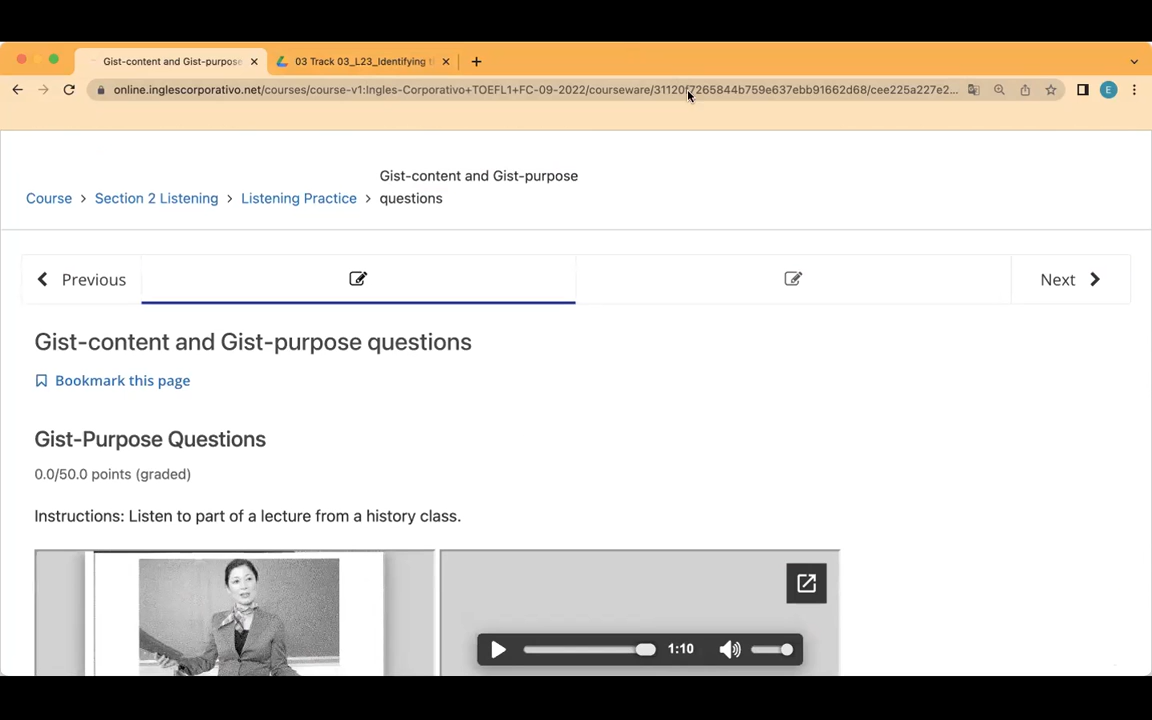 Gist-content and Gist-purpose
03 Track 03_L23_Identifying t
online.inglescorporativo.net/courses/course-v1:Ingles-Corporativo+TOEFL1+FC-09-2022/courseware/31120f7265844b759e637ebb91662d68/cee225a227e2...
E
Gist-content and Gist-purpose
Course > Section 2 Listening > Listening Practice > questions
Previous
Next
Gist-content and Gist-purpose questions
Bookmark this page
Gist-Purpose Questions
0.0/50.0 points (graded)
Instructions: Listen to part of a lecture from a history class.
1:10